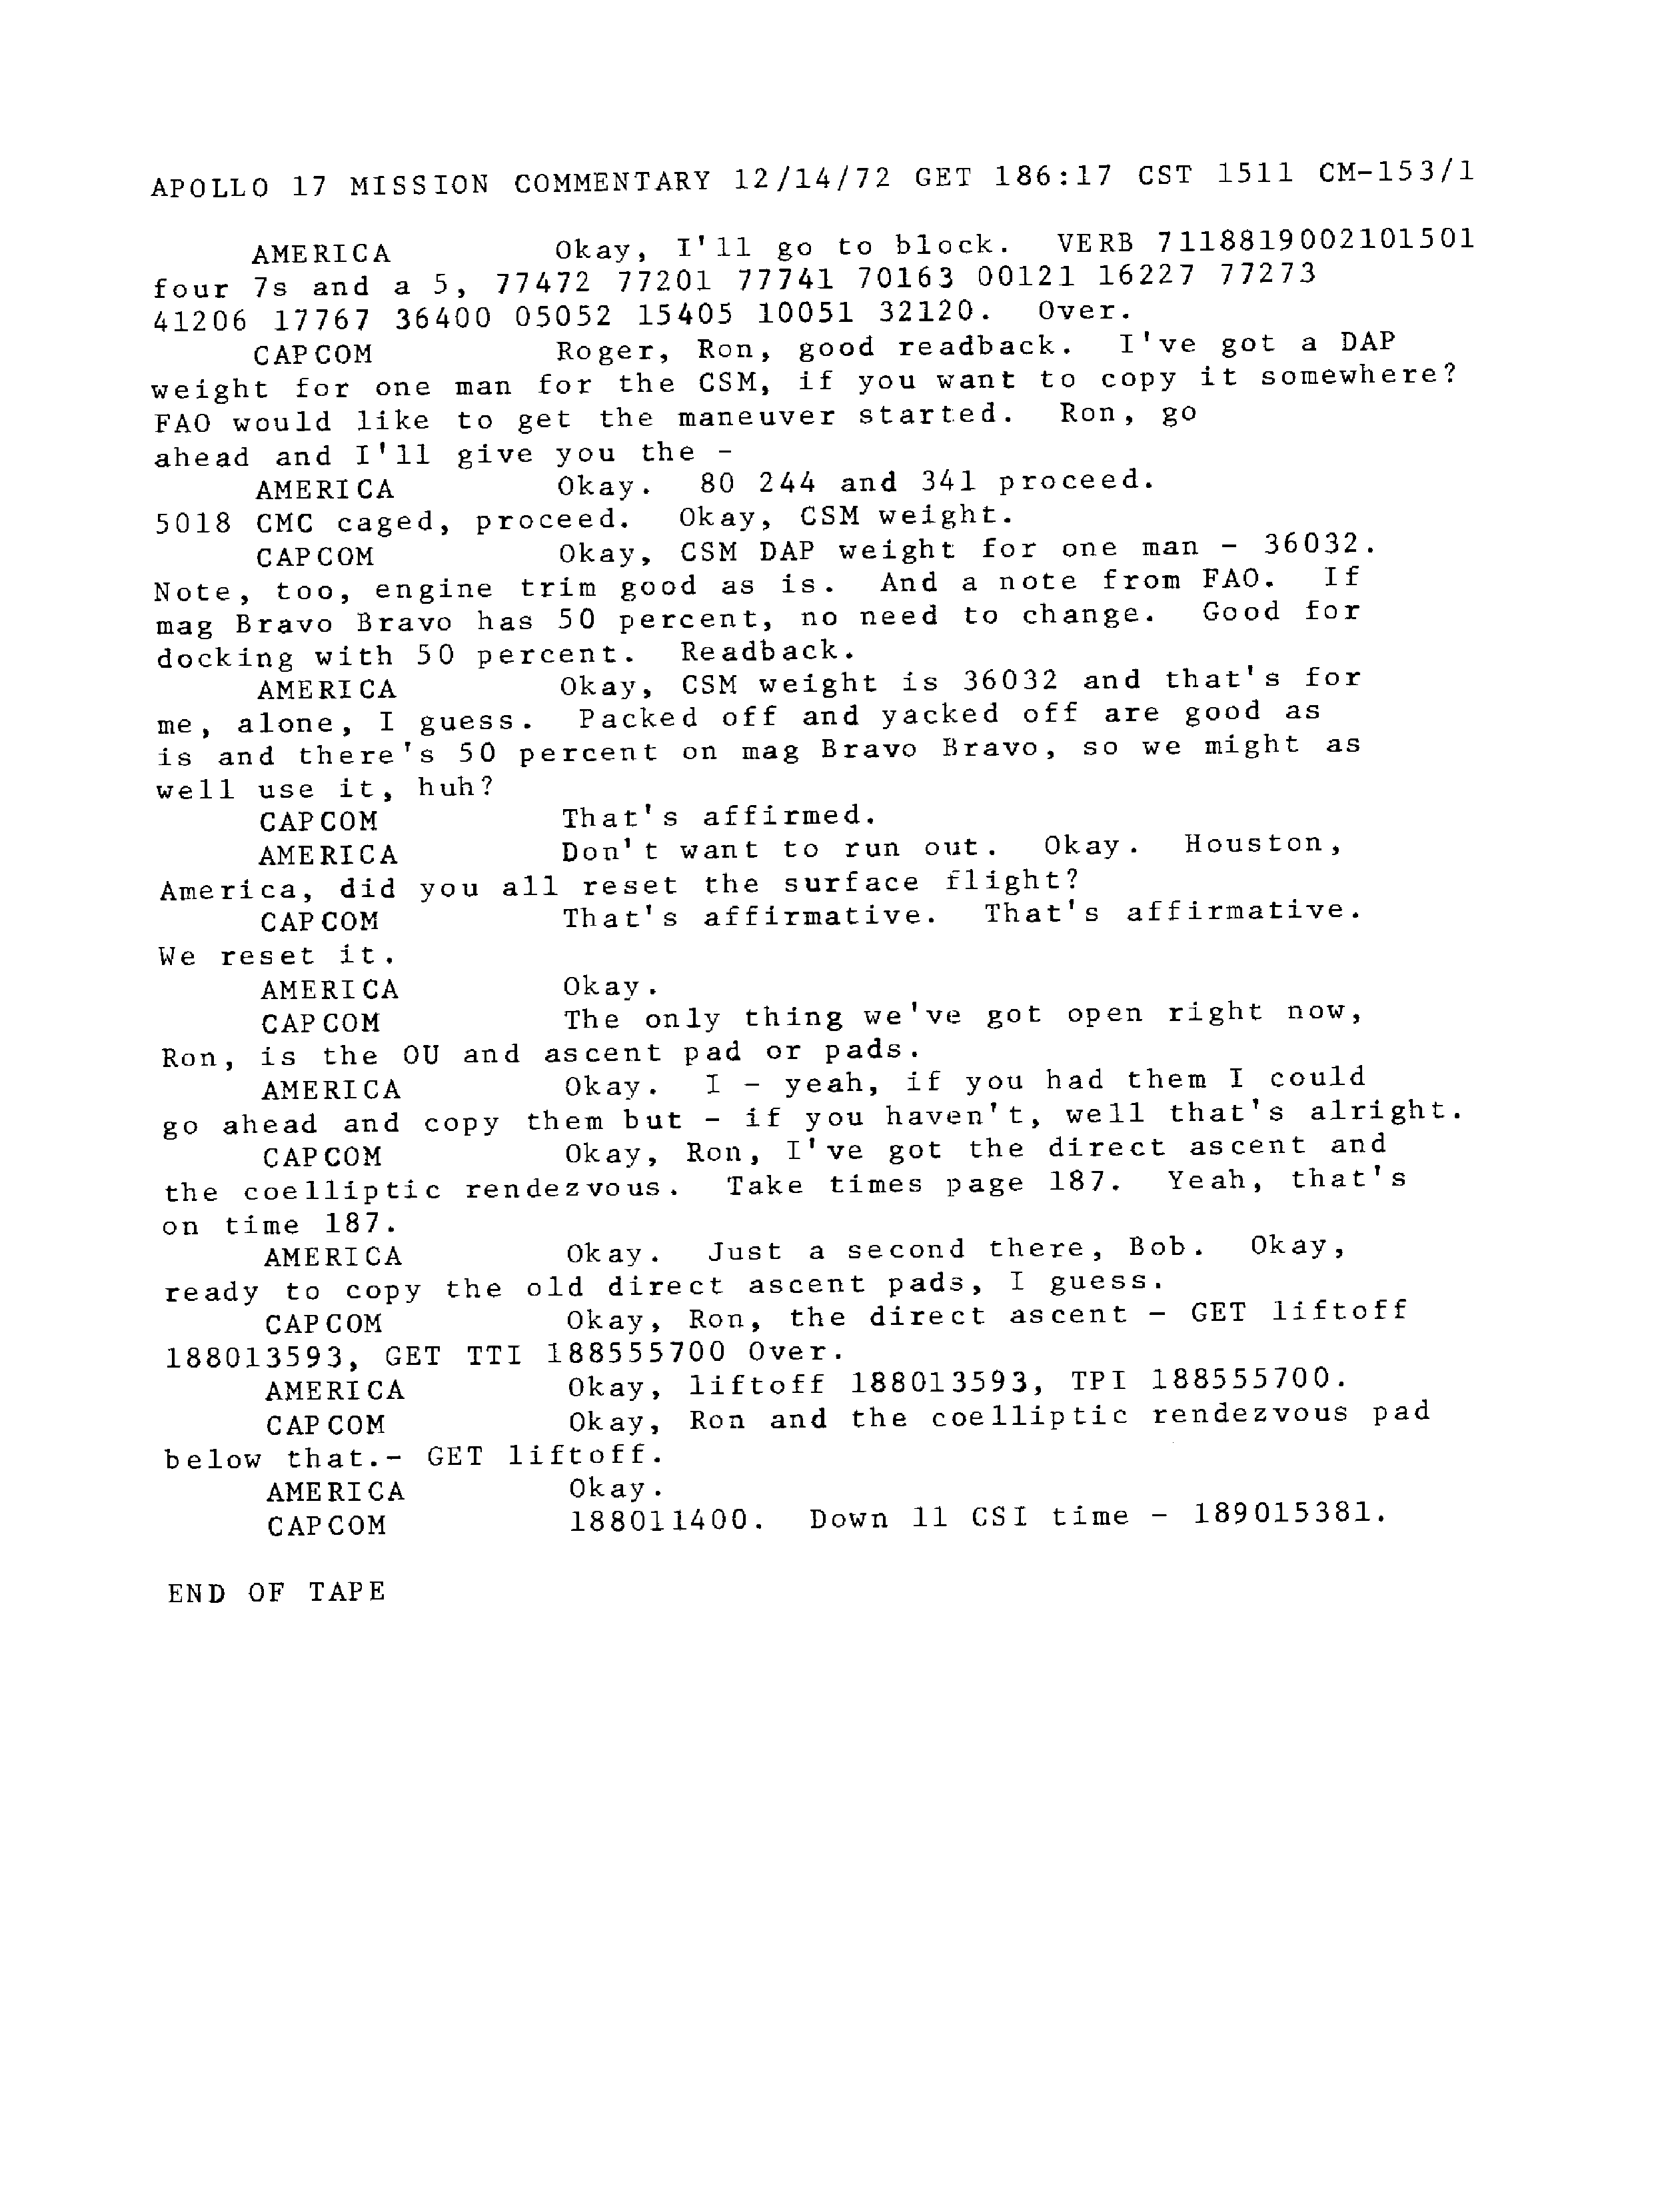 APOLLO 17 MISSION COMMENTARY 12/14/72 GET 186:17 CST 1511 CM-153/1
AMERICA Okay, I'll go to block. VERB 7118819002101501
four 7s and a 5, 77472 77201 77741 70163 00121 16227 77273
41206 17767 36400 05052 15405 10051 32120. Over.
CAPCOM Roger, Ron, good readback. I've got a DAP
weight for one man for the CSM, if you want to copy it somewhere?
FAO would like to get the maneuver started. Ron, go
ahead and I'll give you the -
AMERICA Okay. 80 244 and 341 proceed.
5018 CMC caged, proceed. Okay, CSM weight.
CAPCOM Okay, CSM DAP weight for one man - 36032.
Note, too, engine trim good as is. And a note from FAO. If
mag Bravo Bravo has 50 percent, no need to change. Good for
docking with 50 percent. Readback.
AMERICA Okay, CSM weight is 36032 and that's for
me, alone, I guess. Packed off and yacked off are good as
is and there's 50 percent on mag Bravo Bravo, so we might as
well use it, huh?
CAPCOM That's affirmed.
AMERICA Don't want to run out. Okay. Houston,
America, did you all reset the surface flight?
CAPCOM That's affirmative. That's affirmative.
We reset it.
AMERICA Okay.
CAPCOM The only thing we've got open right now,
Ron, is the OU and ascent pad or pads.
AMERICA Okay. I - yeah, if you had them I could
go ahead and copy them but - if you haven't, well that's alright.
CAPCOM Okay, Ron, I've got the direct ascent and
the coelliptic rendezvous. Take times page 187. Yeah, that's
on time 187.
AMERICA Okay. Just a second there, Bob. Okay,
ready to copy the old direct ascent pads, I guess.
CAPCOM Okay, Ron, the direct ascent - GET liftoff
188013593, GET TTI 188555700 Over.
AMERICA Okay, liftoff 188013593, TPI 188555700.
CAPCOM Okay, Ron and the coelliptic rendezvous pad
below that.- GET liftoff.
AMERICA Okay.
CAPCOM 188011400. Down 11 CSI time - 189015381.
END OF TAPE